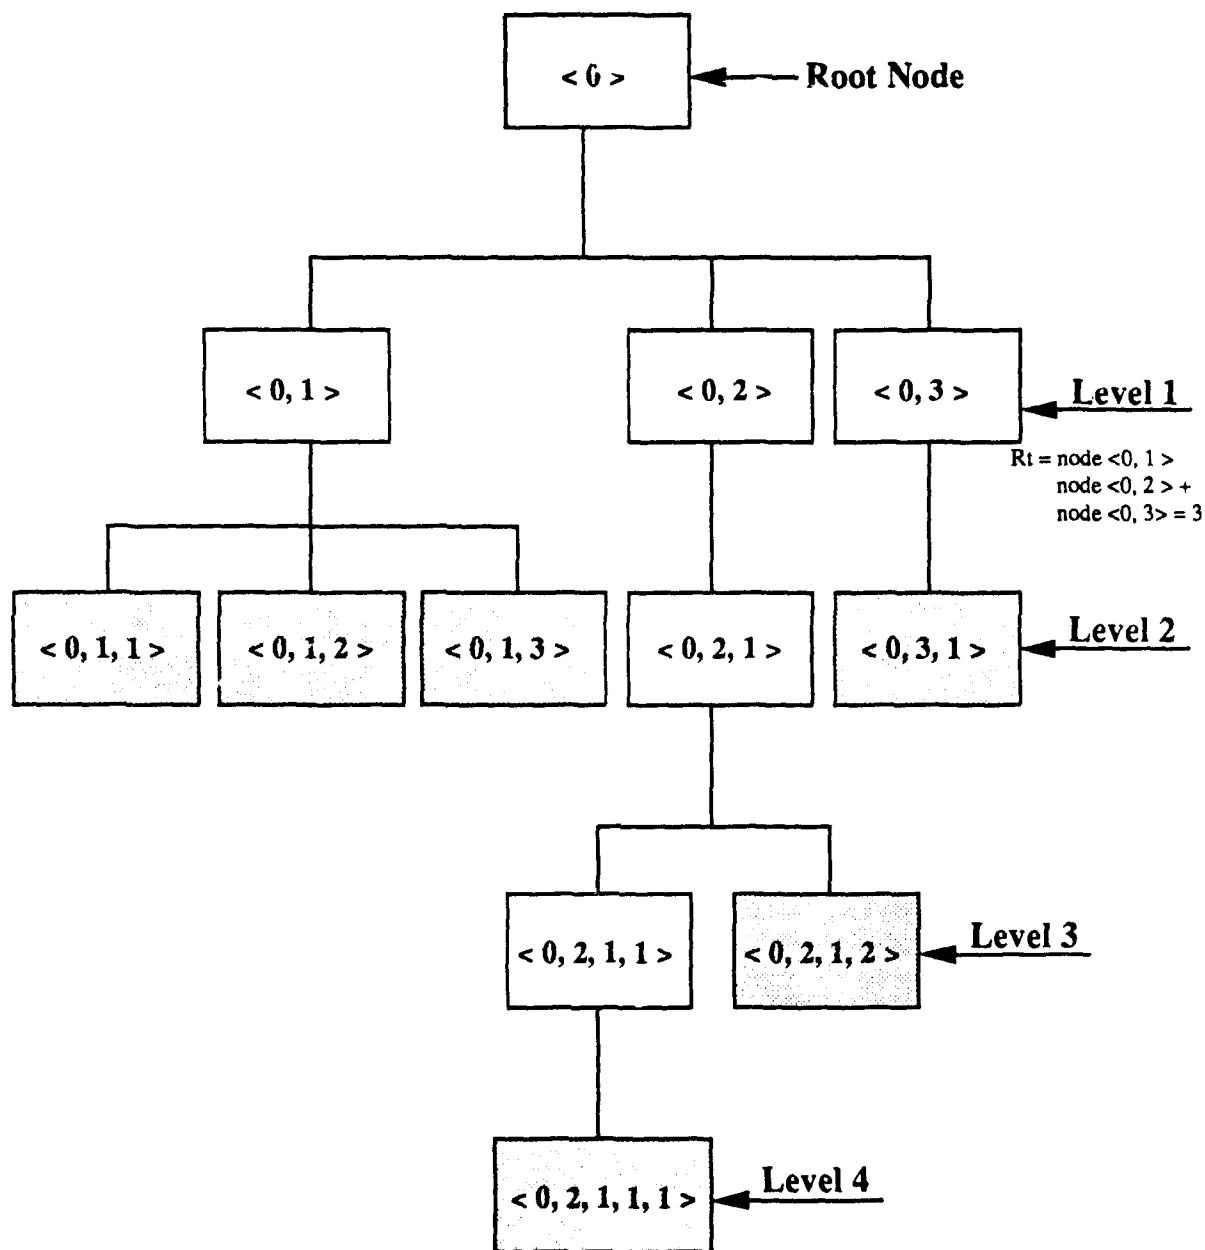 < 0 >
Root Node
< 0, 1 >
< 0, 2 >
< 0, 3 >
Level 1
Rt = node <0, 1 >
node <0, 2 > +
node <0, 3> = 3
< 0, 1, 1 >
< 0, 1, 2 >
< 0, 1, 3 >
< 0, 2, 1 >
< 0, 3, 1 >
Level 2
< 0, 2, 1, 1 >
< 0, 2, 1, 2 >
Level 3
< 0, 2, 1, 1, 1 >
Level 4